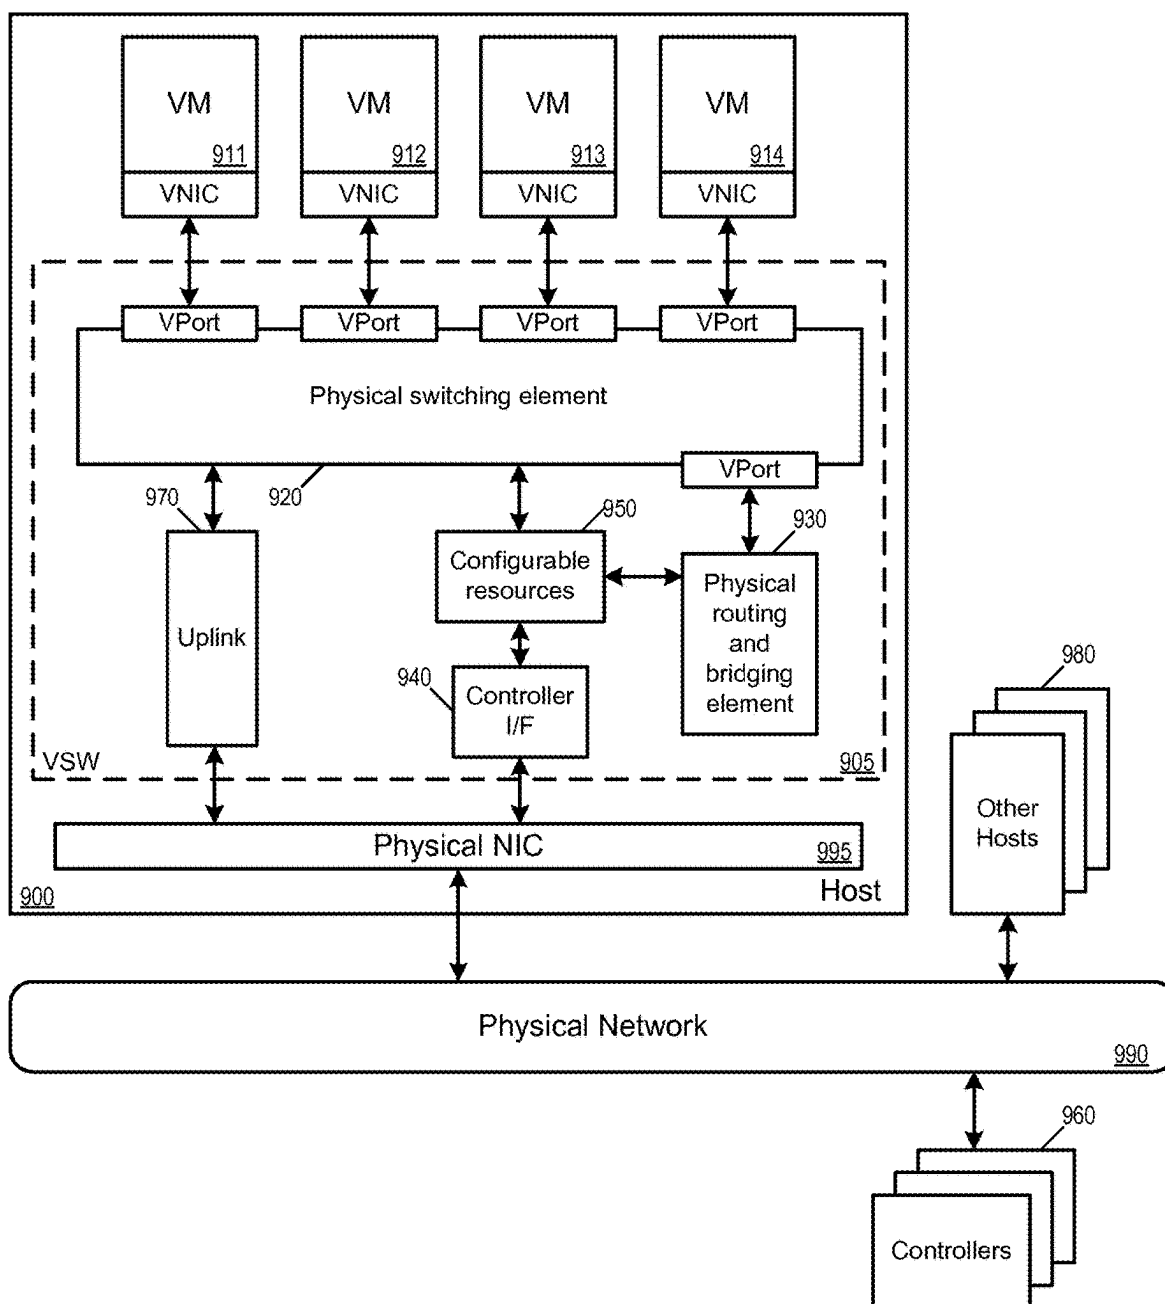 VM VM VM VM
911 912 913 914
VNIC VNIC VNIC VNIC
VPort VPort VPort VPort
Physical switching element
VPort
970 920 950 930
Configurable
resources
Physical
routing
and
bridging
element
Uplink
940
Controller
I/F
980
VSW
905
Other
Hosts
Physical NIC
995
900
Host
Physical Network
990
960
Controllers